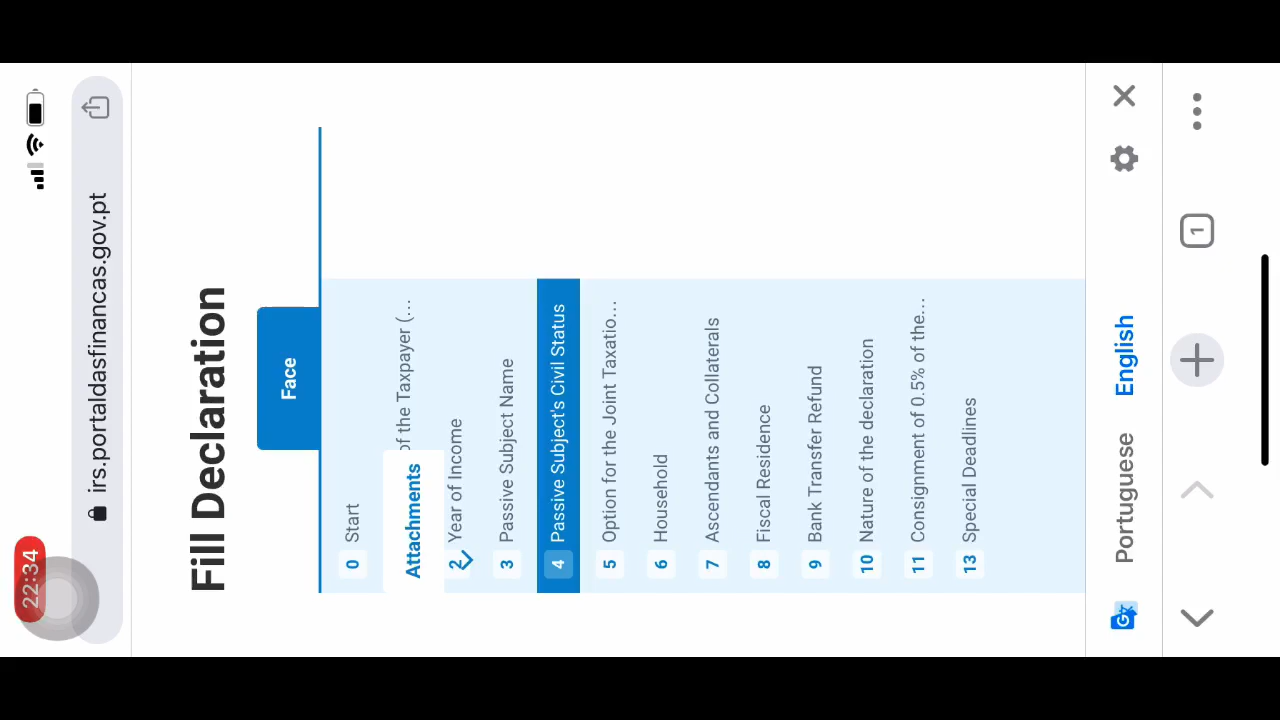 22:34
irs.portaldasfinancas.gov.pt
Fill Declaration
Face
0 Start
Attachments
of the Taxpayer (...
2 Year of Income
3 Passive Subject Name
4 Passive Subject's Civil Status
5 Option for the Joint Taxatio...
6 Household
7 Ascendants and Collaterals
8 Fiscal Residence
9 Bank Transfer Refund
10 Nature of the declaration
11 Consignment of 0.5% of the...
13 Special Deadlines
Portuguese
English
1